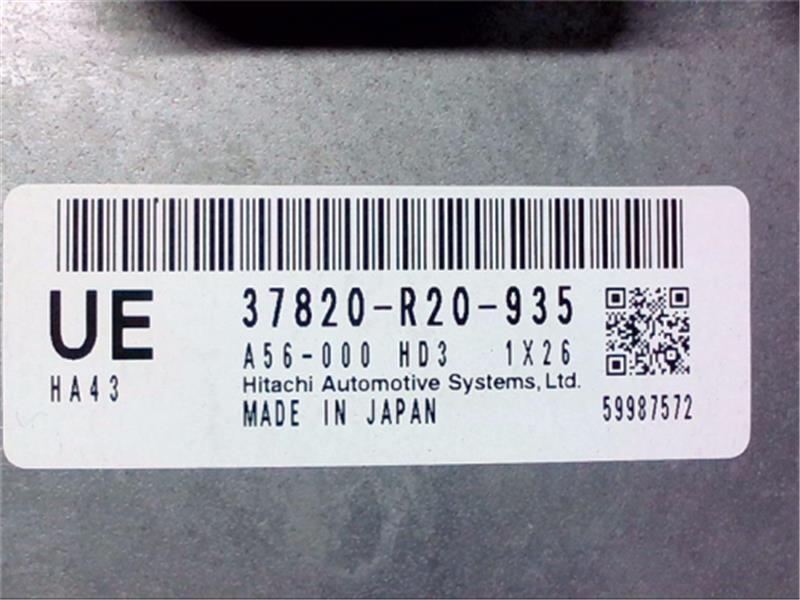 UE 37820-R20-935
A56-000 HD3 1X26
HA43 Hitachi Automotive Systems, Ltd.
MADE IN JAPAN 59987572